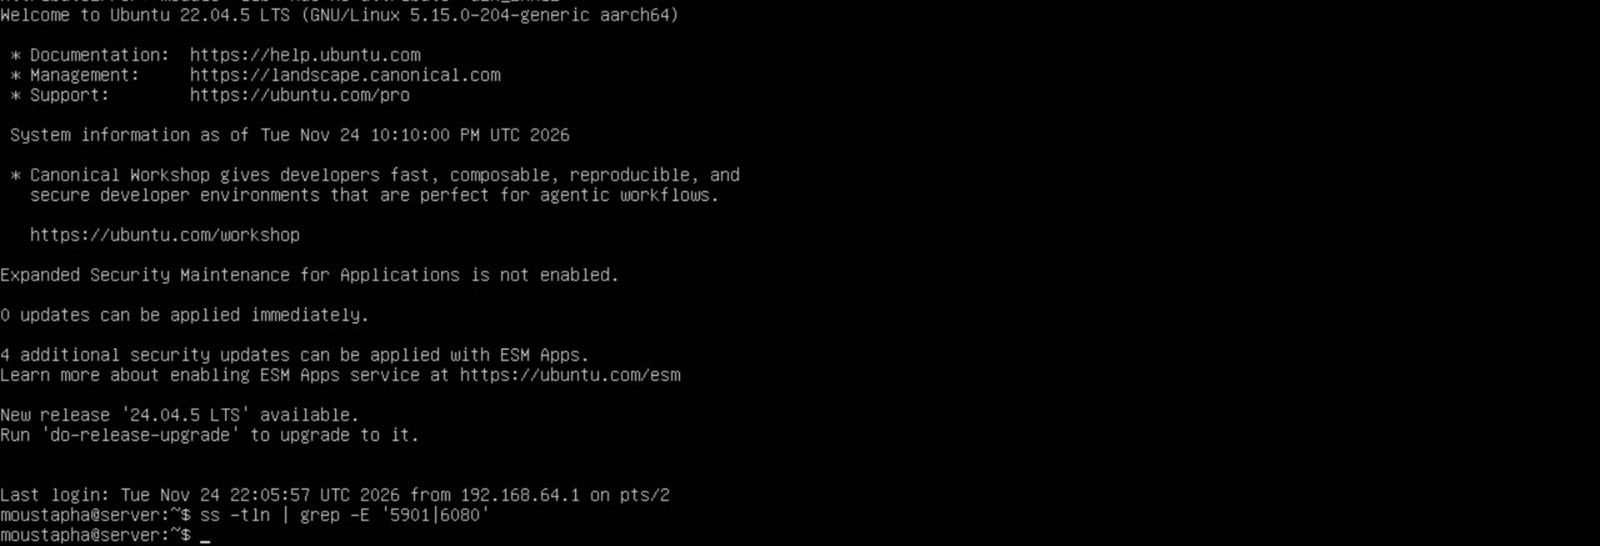 Welcome to Ubuntu 22.04.5 LTS (GNU/Linux 5.15.0-204-generic aarch64)
* Documentation: https://help.ubuntu.com
* Management: https://landscape.canonical.com
* Support: https://ubuntu.com/pro
System information as of Tue Nov 24 10:10:00 PM UTC 2026
* Canonical Workshop gives developers fast, composable, reproducible, and
secure developer environments that are perfect for agentic workflows.
https://ubuntu.com/workshop
Expanded Security Maintenance for Applications is not enabled.
0 updates can be applied immediately.
4 additional security updates can be applied with ESM Apps.
Learn more about enabling ESM Apps service at https://ubuntu.com/esm
New release '24.04.5 LTS' available.
Run 'do-release-upgrade' to upgrade to it.
Last login: Tue Nov 24 22:05:57 UTC 2026 from 192.168.64.1 on pts/2
moustapha@server:~$ ss -tln | grep -E '5901|6080'
moustapha@server:~$ _